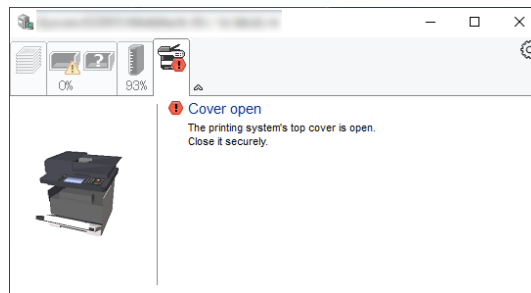 0%
?
93%
Cover open
The printing system's top cover is open.
Close it securely.